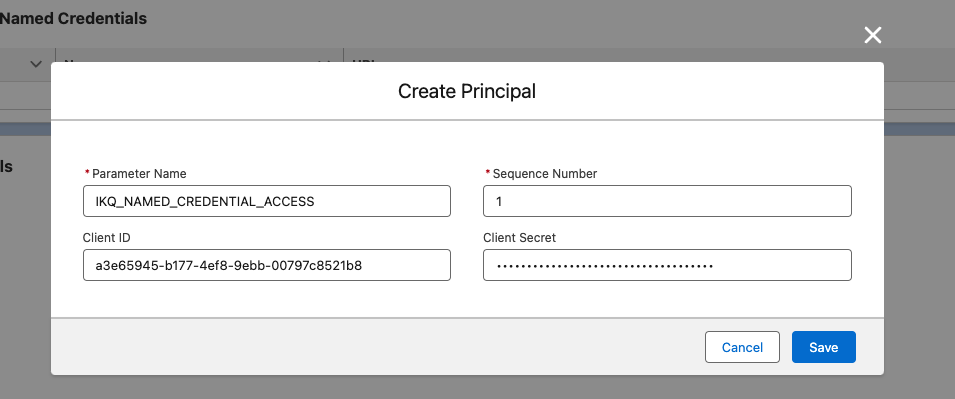 Named Credentials
Create Principal
* Parameter Name
IKQ_NAMED_CREDENTIAL_ACCESS
* Sequence Number
1
Client ID
a3e65945-b177-4ef8-9ebb-00797c8521b8
Client Secret
••••••••••••••••••••••••••••••••••••
ls
Cancel
Save